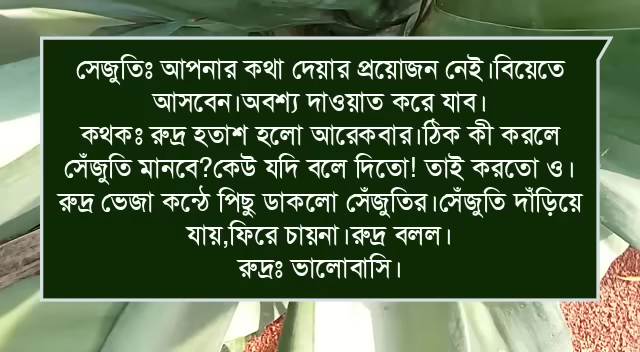 সেজুতিঃ আপনার কথা দেয়ার প্রয়োজন নেই।বিয়েতে
আসবেন।অবশ্য দাওয়াত করে যাব।
কথকঃ রুদ্র হতাশ হলো আরেকবার।ঠিক কী করলে
সেঁজুতি মানবে?কেউ যদি বলে দিতো! তাই করতো ও।
রুদ্র ভেজা কন্ঠে পিছু ডাকলো সেঁজুতির।সেঁজুতি দাঁড়িয়ে
যায়,ফিরে চায়না।রুদ্র বলল।
রুদ্রঃ ভালোবাসি।